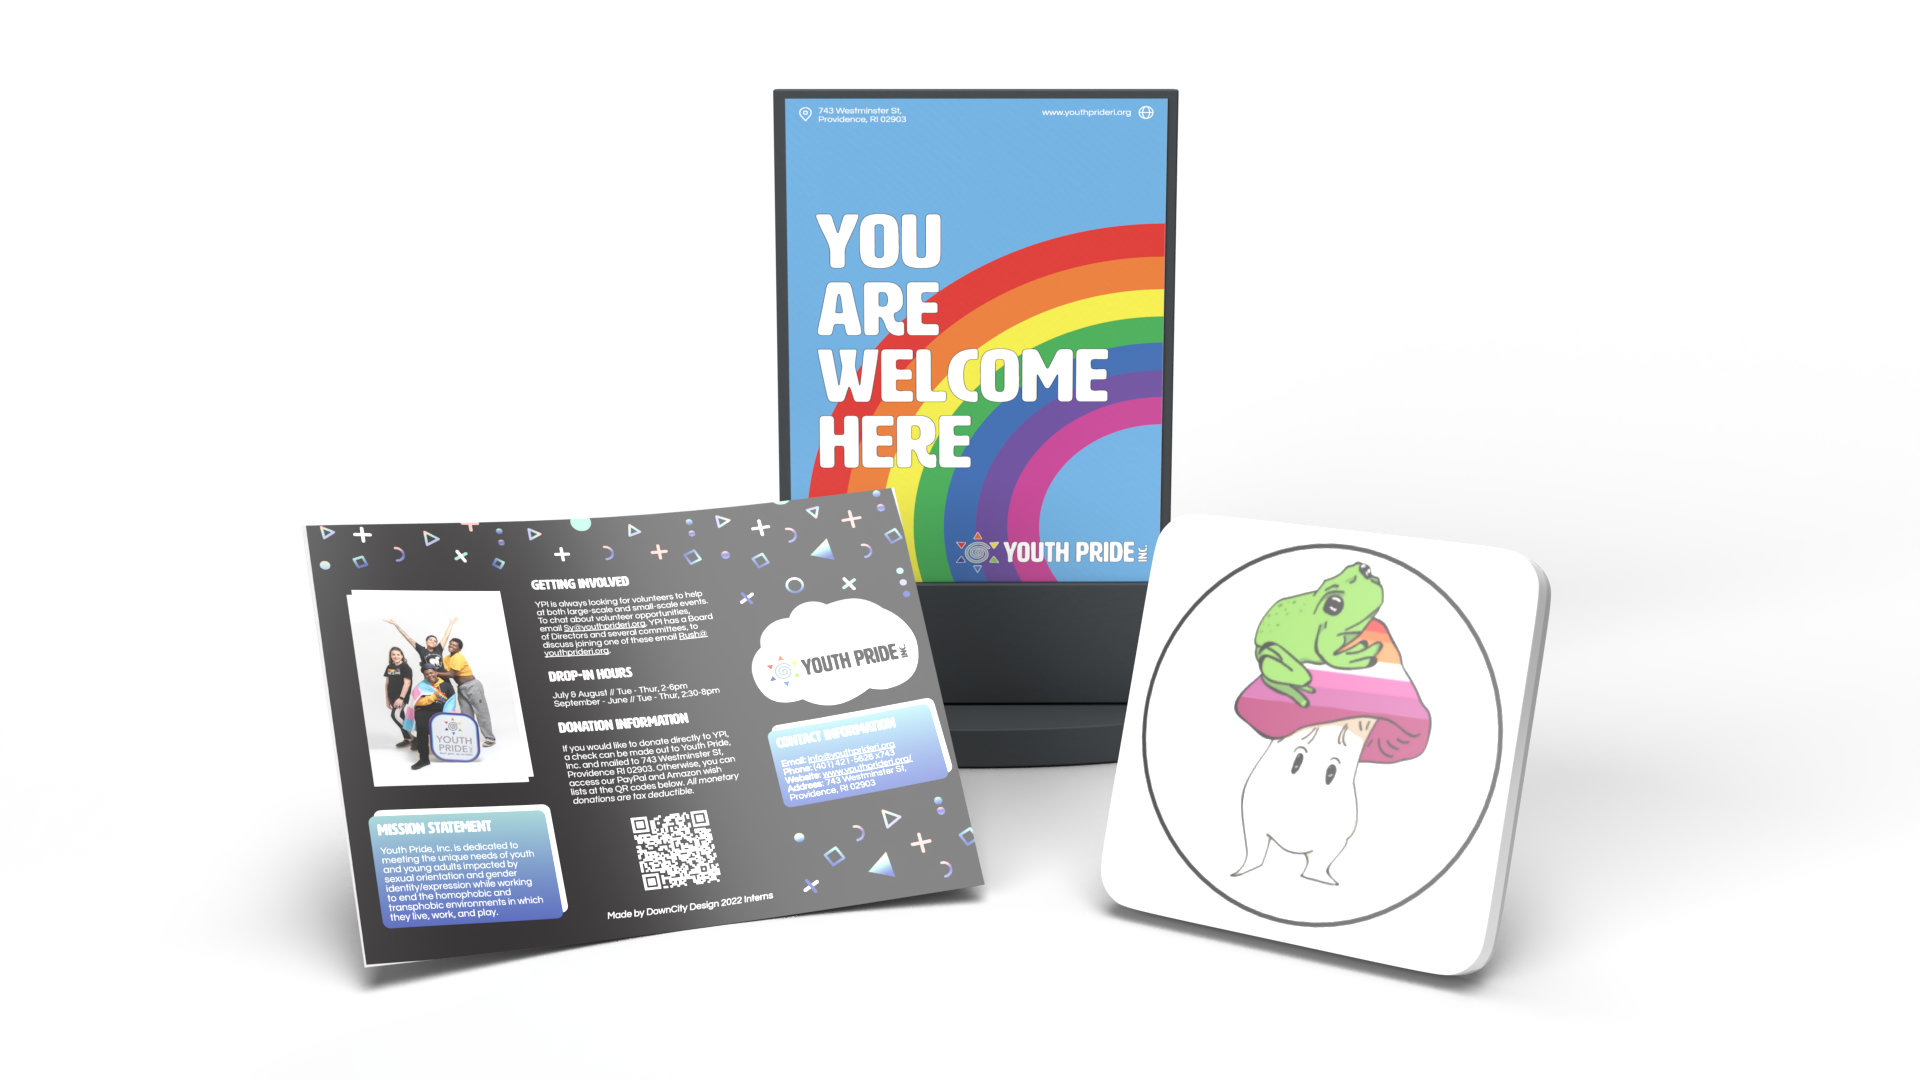 743 Westminster St,
Providence, RI 02903
www.youthprideri.org
YOU
ARE
WELCOME
HERE
YOUTH PRIDE INC.
YOUTH
PRIDE
MISSION STATEMENT
Youth Pride, Inc. is dedicated to
meeting the unique needs of youth
and young adults impacted by
sexual orientation and gender
identity/expression while working
to end the homophobic and
transphobic environments in which
they live, work, and play.
GETTING INVOLVED
YPI is always looking for volunteers to help
at both large-scale and small-scale events.
To chat about volunteer opportunities,
email Sy@youthprideri.org. YPI has a Board
of Directors and several committees, to
discuss joining one of these email Rush@
youthprideri.org.
DROP-IN HOURS
July & August // Tue - Thur, 2-6pm
September - June // Tue - Thur, 2:30-8pm
DONATION INFORMATION
If you would like to donate directly to YPI,
a check can be made out to Youth Pride,
Inc. and mailed to 743 Westminster St,
Providence RI 02903. Otherwise, you can
access our PayPal and Amazon wish
lists at the QR codes below. All monetary
donations are tax deductible.
Made by DownCity Design 2022 Interns
YOUTH PRIDE INC.
CONTACT INFORMATION
Email: info@youthprideri.org
Phone: (401) 421-5626 x743
Website: www.youthprideri.org/
Address: 743 Westminster St,
Providence, RI 02903